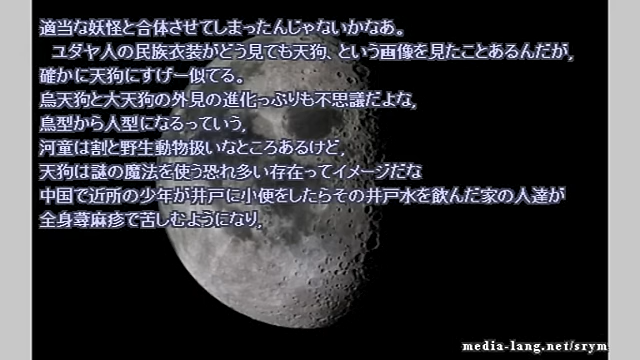 適当な妖怪と合体させてしまったんじゃないかなあ。
ユダヤ人の民族衣装がどう見ても天狗、という画像を見たことあるんだが,
確かに天狗にすげー似てる。
烏天狗と大天狗の外見の進化っぷりも不思議だよな,
鳥型から人型になるっていう,
河童は割と野生動物扱いなところあるけど,
天狗は謎の魔法を使う恐れ多い存在ってイメージだな
中国で近所の少年が井戸に小便をしたらその井戸水を飲んだ家の人達が
全身蕁麻疹で苦しむようになり,
media-lang.net/srym